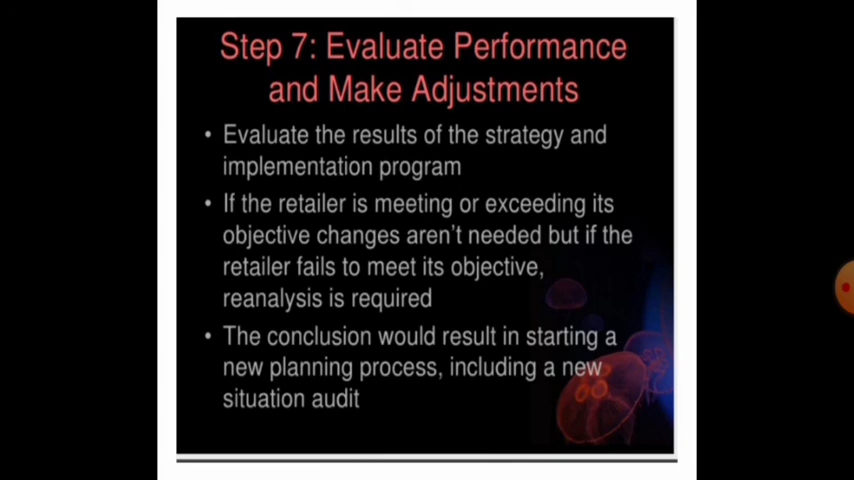 Step 7: Evaluate Performance
and Make Adjustments
• Evaluate the results of the strategy and
implementation program
• If the retailer is meeting or exceeding its
objective changes aren't needed but if the
retailer fails to meet its objective,
reanalysis is required
• The conclusion would result in starting a
new planning process, including a new
situation audit